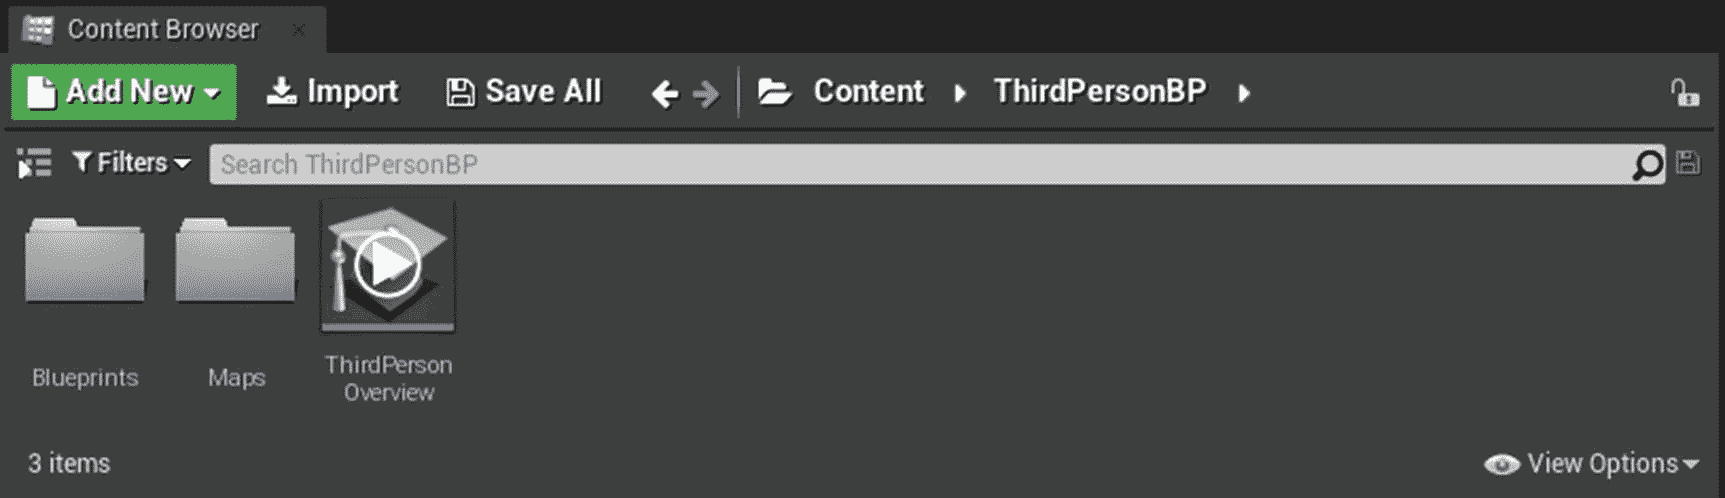 Content Browser
Add New Import Save All Content ThirdPersonBP
Filters Search ThirdPersonBP
Blueprints Maps ThirdPerson
Overview
3 items View Options